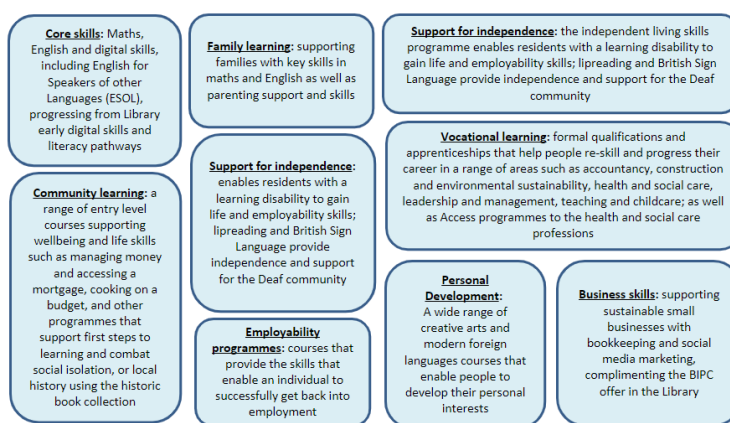 Core skills: Maths,
English and digital skills,
including English for
Speakers of other
Languages (ESOL),
progressing from Library
early digital skills and
literacy pathways
Family learning: supporting
families with key skills in
maths and English as well as
parenting support and skills
Support for independence: the independent living skills
programme enables residents with a learning disability to
gain life and employability skills; lipreading and British Sign
Language provide independence and support for the Deaf
community
Vocational learning: formal qualifications and
apprenticeships that help people re-skill and progress their
career in a range of areas such as accountancy, construction
and environmental sustainability, health and social care,
leadership and management, teaching and childcare; as well
as Access programmes to the health and social care
professions
Community learning: a
range of entry level
courses supporting
wellbeing and life skills
such as managing money
and accessing a
mortgage, cooking on a
budget, and other
programmes that
support first steps to
learning and combat
social isolation, or local
history using the historic
book collection
Support for independence:
enables residents with a
learning disability to gain
life and employability skills;
lipreading and British Sign
Language provide
independence and support
for the Deaf community
Employability
programmes: courses that
provide the skills that
enable an individual to
successfully get back into
employment
Personal
Development:
A wide range of
creative arts and
modern foreign
languages courses that
enable people to
develop their personal
interests
Business skills: supporting
sustainable small
businesses with
bookkeeping and social
media marketing,
complimenting the BIPC
offer in the Library